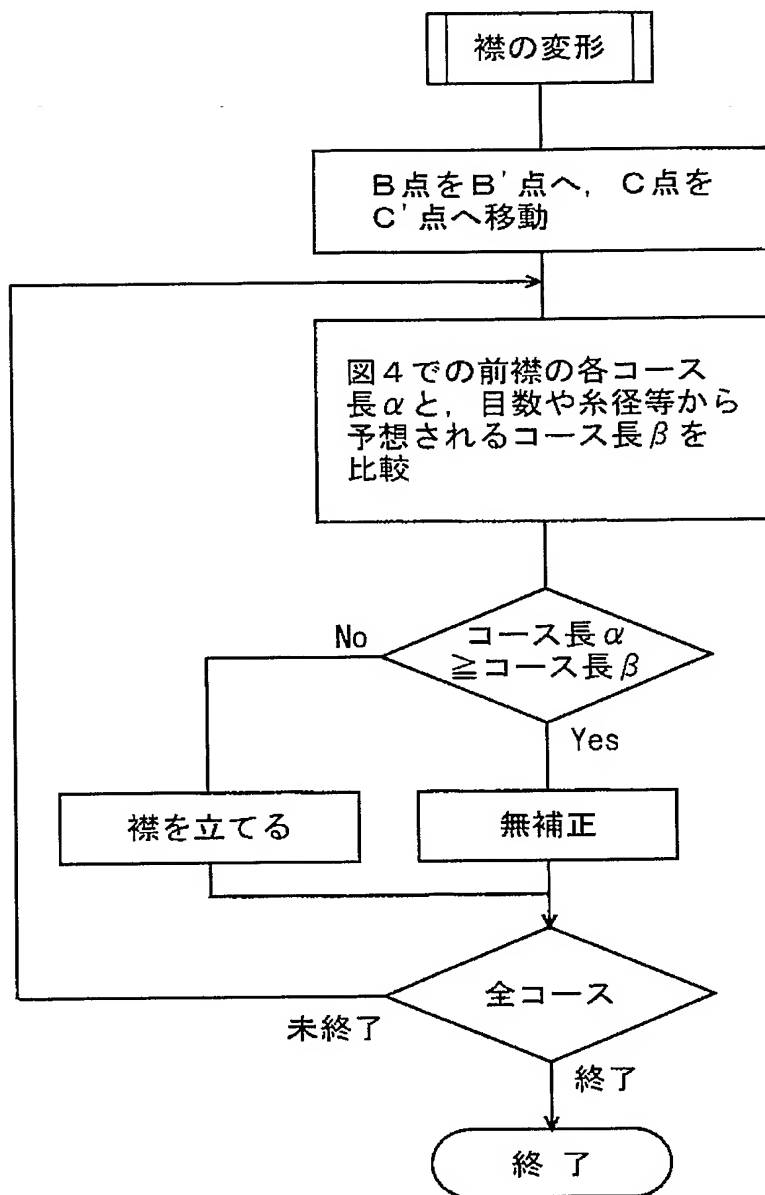 襟の変形
B点をB'点へ，C点を
C'点へ移動
図4での前襟の各コース
長αと，目数や糸径等から
予想されるコース長βを
比較
コース長α
≧コース長β
No
Yes
襟を立てる
無補正
全コース
未終了
終了
終 了